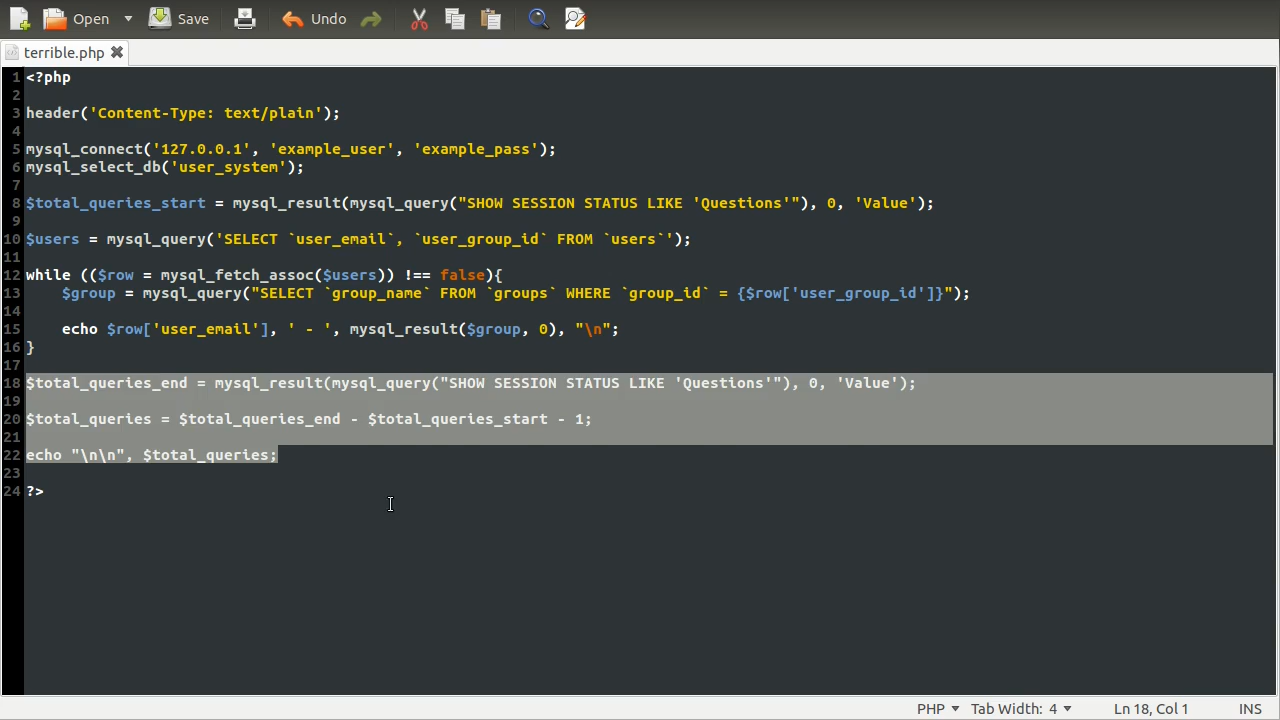 Open Save Undo
terrible.php
1 <?php
2
3 header('Content-Type: text/plain');
4
5 mysql_connect('127.0.0.1', 'example_user', 'example_pass');
6 mysql_select_db('user_system');
7
8 $total_queries_start = mysql_result(mysql_query("SHOW SESSION STATUS LIKE 'Questions'"), 0, 'Value');
9
10 $users = mysql_query('SELECT `user_email`, `user_group_id` FROM `users`');
11
12 while (($row = mysql_fetch_assoc($users)) !== false){
13     $group = mysql_query("SELECT `group_name` FROM `groups` WHERE `group_id` = {$row['user_group_id']}");
14
15     echo $row['user_email'], ' - ', mysql_result($group, 0), "\n";
16 }
17
18 $total_queries_end = mysql_result(mysql_query("SHOW SESSION STATUS LIKE 'Questions'"), 0, 'Value');
19
20 $total_queries = $total_queries_end - $total_queries_start - 1;
21
22 echo "\n\n", $total_queries;
23
24 ?>
PHP Tab Width: 4 Ln 18, Col 1 INS